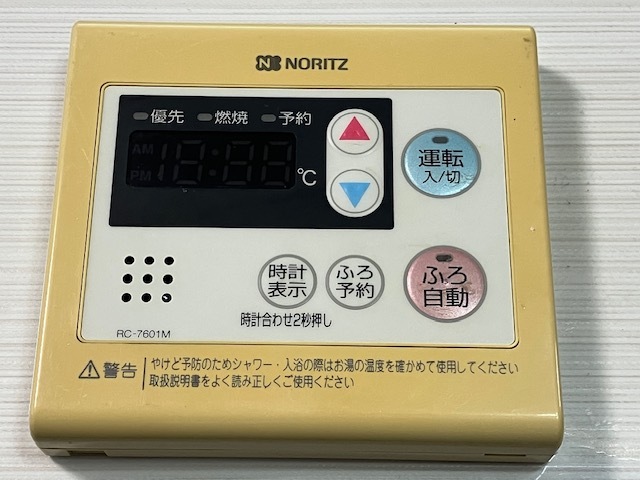 NORITZ
優先 燃焼 予約
AM
PM
18:88
℃
運転
入/切
時計
表示
ふろ
予約
ふろ
自動
時計合わせ2秒押し
RC-7601M
警告
やけど予防のためシャワー・入浴の際はお湯の温度を確かめて使用してください
取扱説明書をよく読み正しくご使用ください